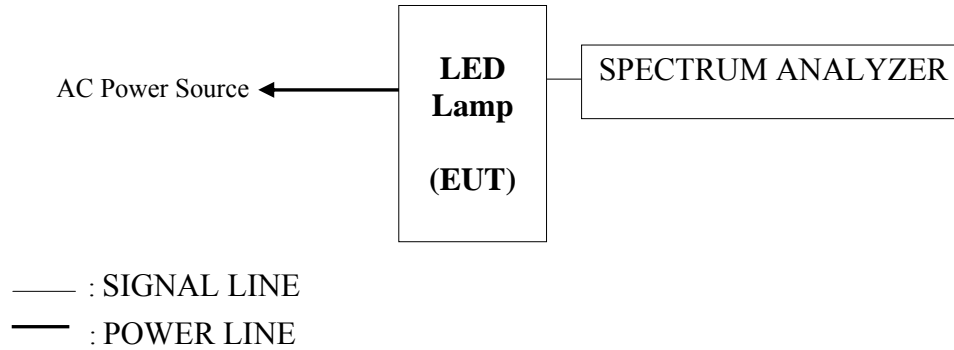 AC Power Source
LED
Lamp
(EUT)
SPECTRUM ANALYZER
: SIGNAL LINE
: POWER LINE